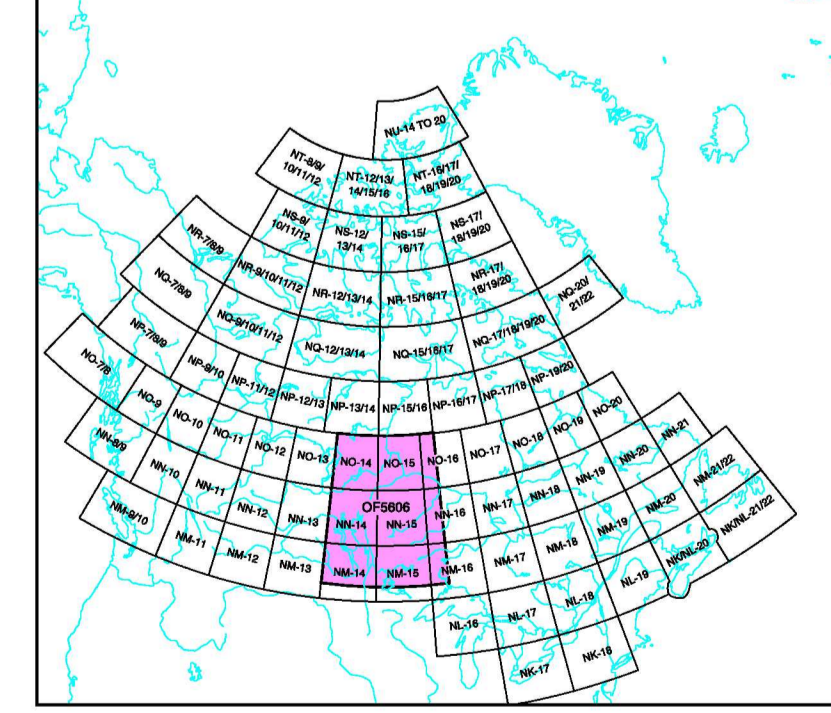 NU-14 TO 20
NT-8/9/
10/11/12
NT-12/13/
14/15/16
NT-16/17/
18/19/20
NS-9/
10/11/12
NS-12/
13/14
NS-15/
16/17
NS-17/
18/19/20
NR-7/8/9
NR-9/10/11/12
NR-12/13/14
NR-15/16/17
NR-17/
18/19/20
NQ-7/8/9
NQ-9/10/11/12
NQ-12/13/14
NQ-15/16/17
NQ-17/18/19/20
NQ-20/
21/22
NP-7/8/9
NP-9/10
NP-11/12
NP-12/13
NP-13/14
NP-15/16
NP-16/17
NP-17/18
NP-19/20
NO-7/8
NO-9
NO-10
NO-11
NO-12
NO-13
NO-14
NO-15
NO-16
NO-17
NO-18
NO-19
NO-20
OF5606
NN-8/9
NN-10
NN-11
NN-12
NN-13
NN-14
NN-15
NN-16
NN-17
NN-18
NN-19
NN-20
NN-21
NM-9/10
NM-11
NM-12
NM-13
NM-14
NM-15
NM-16
NM-17
NM-18
NM-19
NM-20
NM-21/22
NL-16
NL-17
NL-18
NL-19
NK/NL-20
NK/NL-21/22
NK-17
NK-18